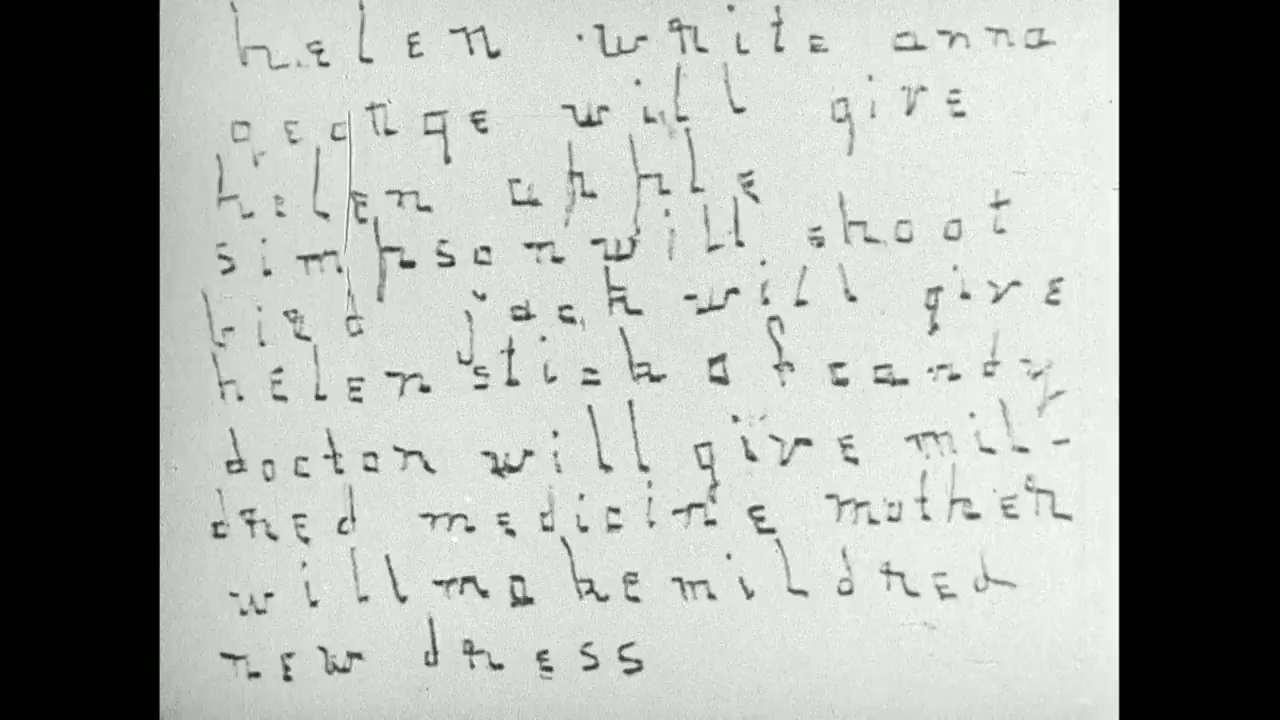 helen write anna
george will give
helen apple
simpson will shoot
bird jack will give
helen stick of candy
doctor will give mil-
dred medicine mother
will make mildred
new dress